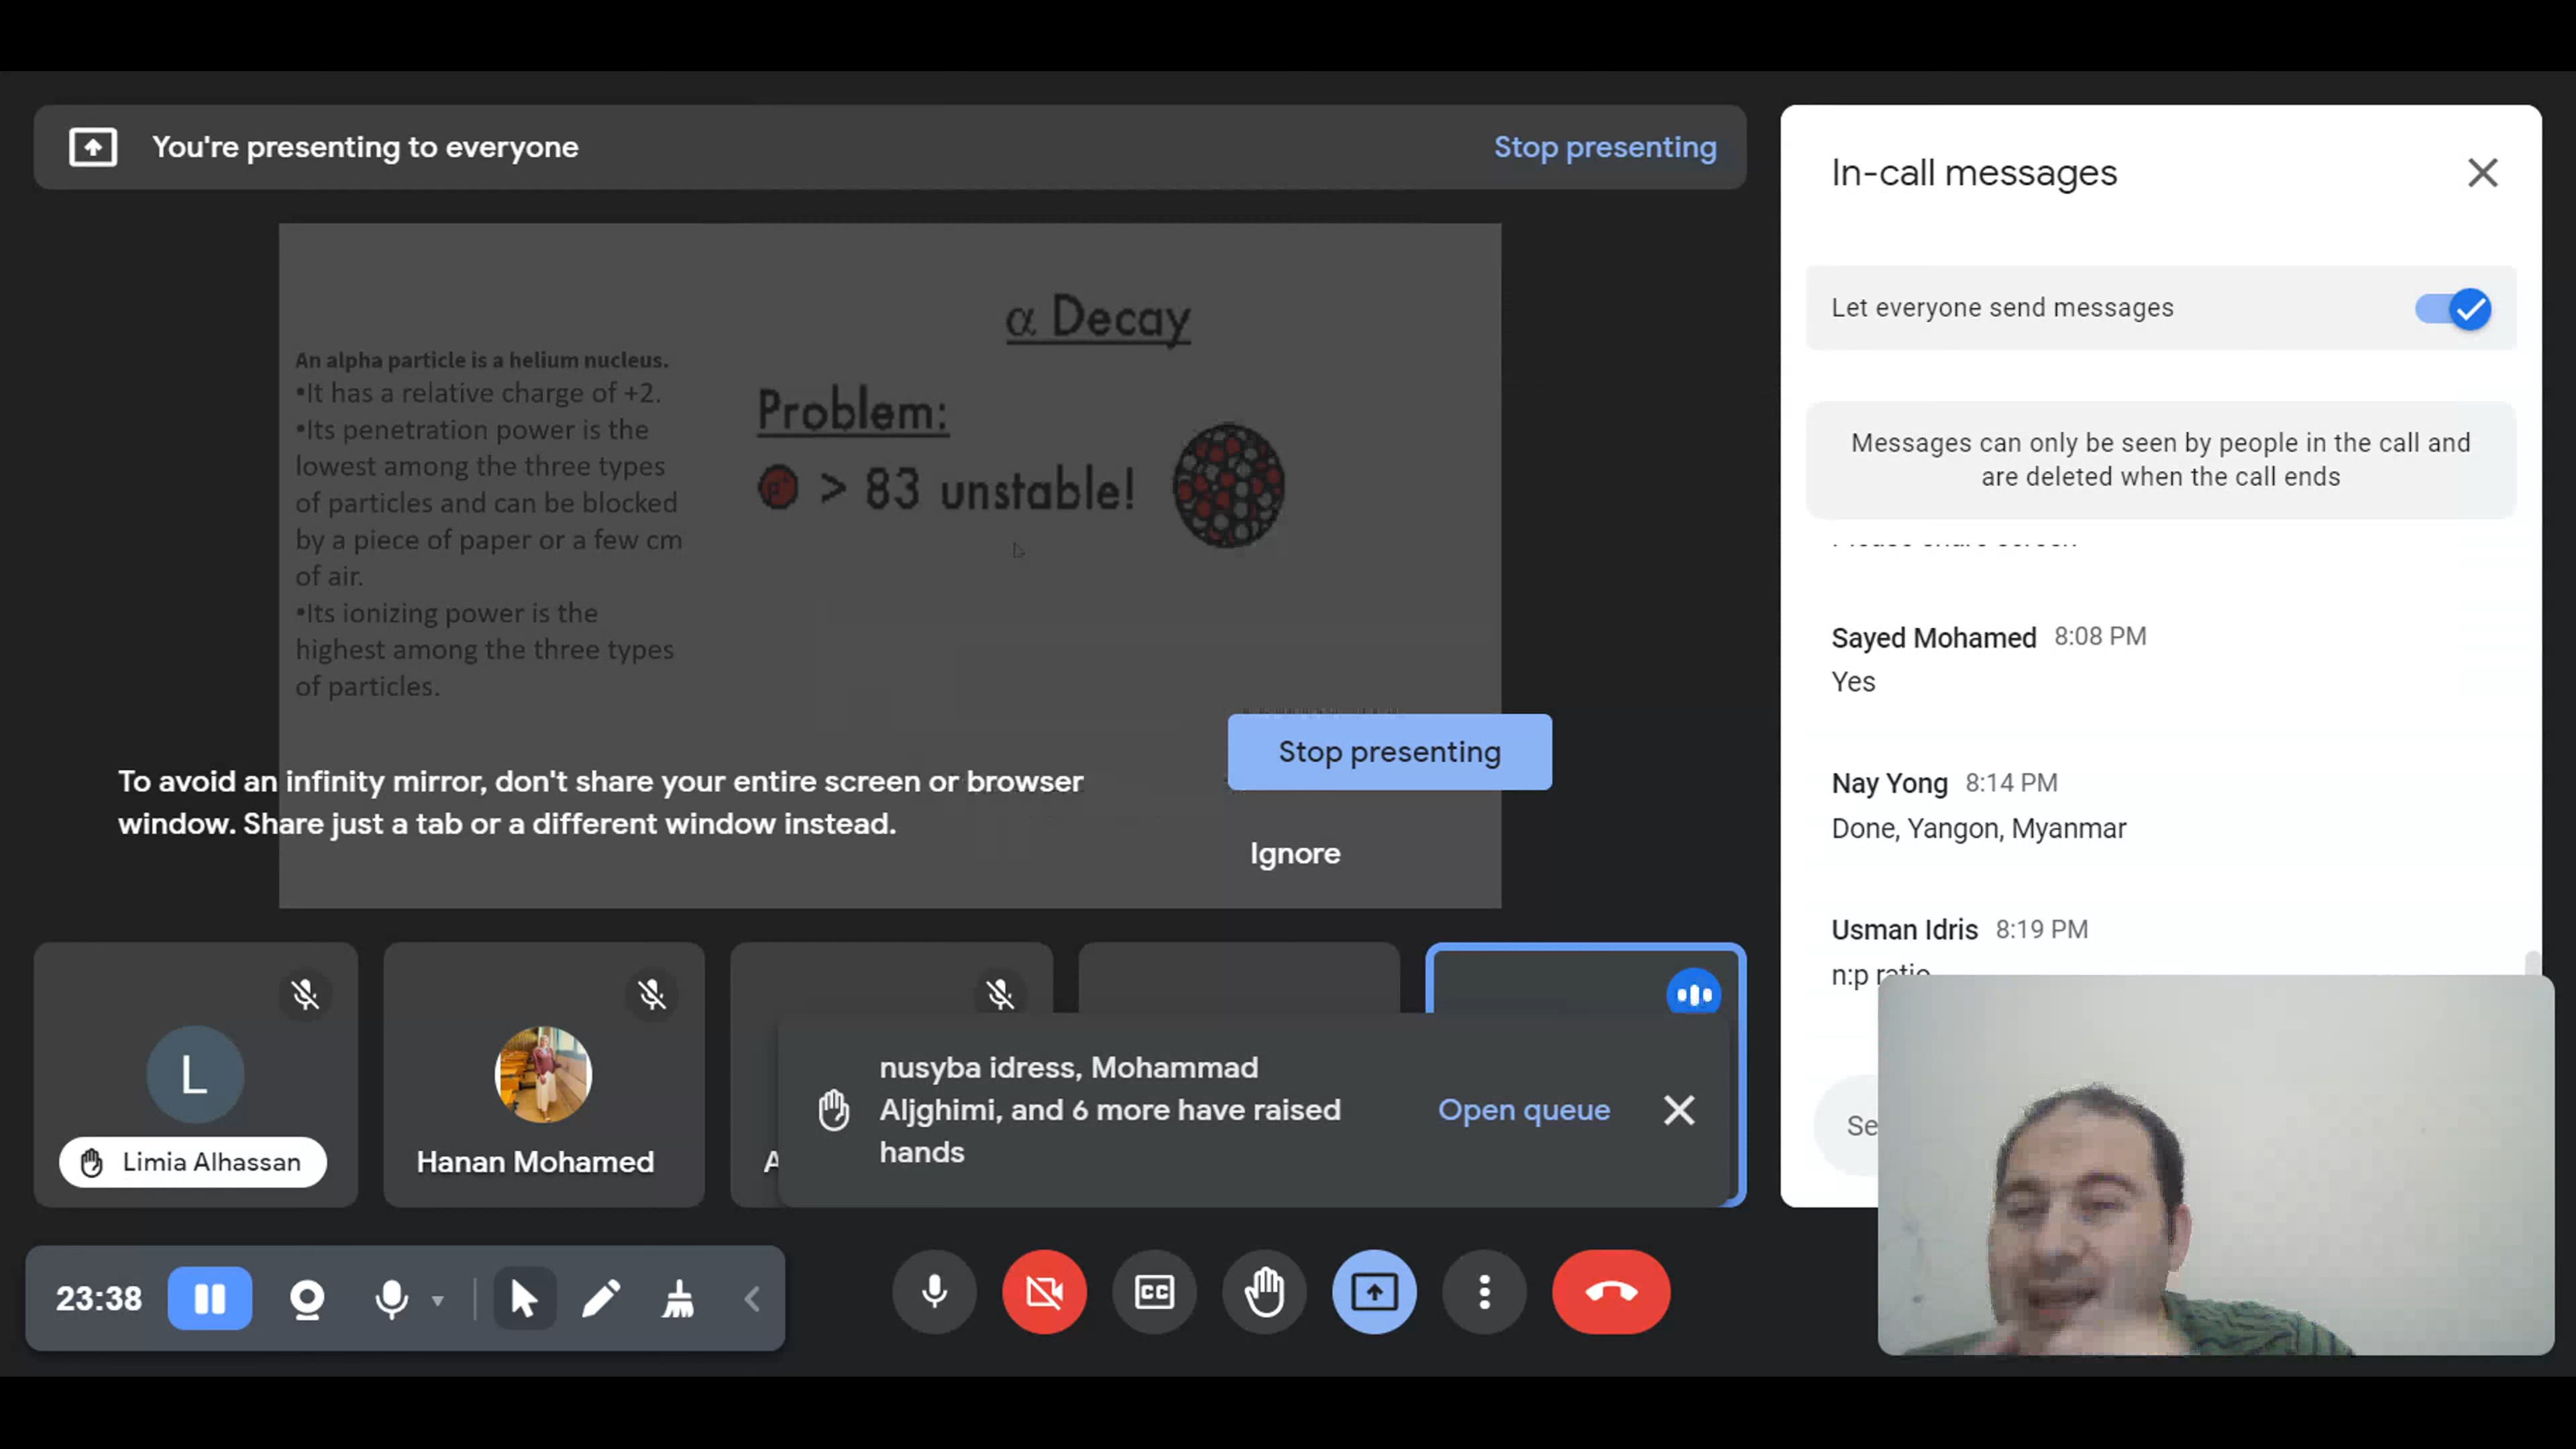 You're presenting to everyone
Stop presenting
α Decay
An alpha particle is a helium nucleus.
•It has a relative charge of +2.
•Its penetration power is the
lowest among the three types
of particles and can be blocked
by a piece of paper or a few cm
of air.
•Its ionizing power is the
highest among the three types
of particles.
Problem:
> 83 unstable!
To avoid an infinity mirror, don't share your entire screen or browser
window. Share just a tab or a different window instead.
Stop presenting
Ignore
L
Limia Alhassan
Hanan Mohamed
A
nusyba idress, Mohammad
Aljghimi, and 6 more have raised
hands
Open queue
23:38
CC
In-call messages
Let everyone send messages
Messages can only be seen by people in the call and
are deleted when the call ends
Sayed Mohamed 8:08 PM
Yes
Nay Yong 8:14 PM
Done, Yangon, Myanmar
Usman Idris 8:19 PM
n:p ratio
Se